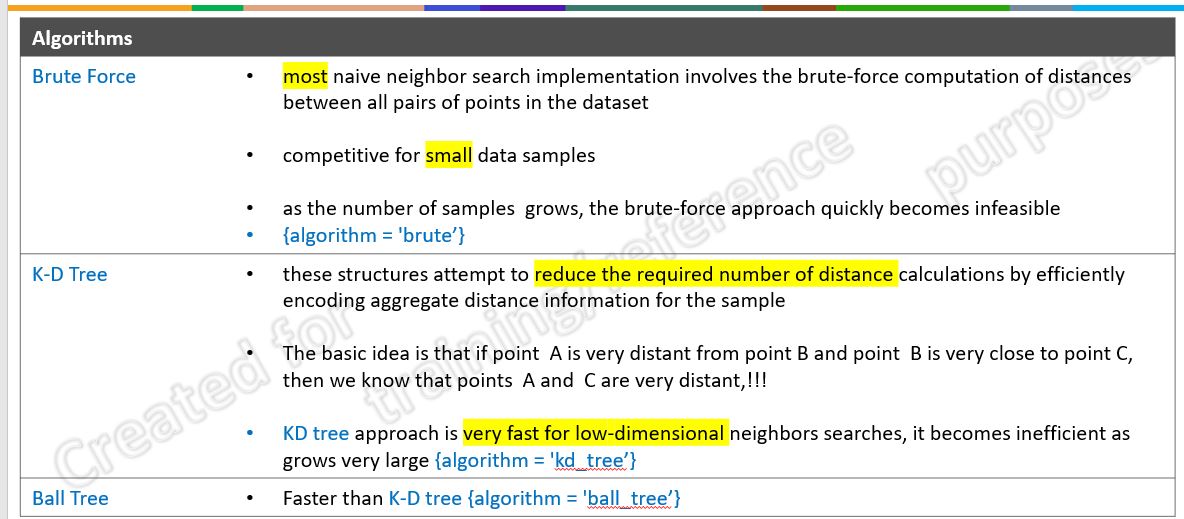 Algorithms
Brute Force
• most naive neighbor search implementation involves the brute-force computation of distances
between all pairs of points in the dataset
• competitive for small data samples
• as the number of samples grows, the brute-force approach quickly becomes infeasible
• {algorithm = 'brute’}
K-D Tree
• these structures attempt to reduce the required number of distance calculations by efficiently
encoding aggregate distance information for the sample
• The basic idea is that if point A is very distant from point B and point B is very close to point C,
then we know that points A and C are very distant,!!!
• KD tree approach is very fast for low-dimensional neighbors searches, it becomes inefficient as
grows very large {algorithm = 'kd_tree’}
Ball Tree
• Faster than K-D tree {algorithm = 'ball_tree’}
Created for
training/reference
purposes